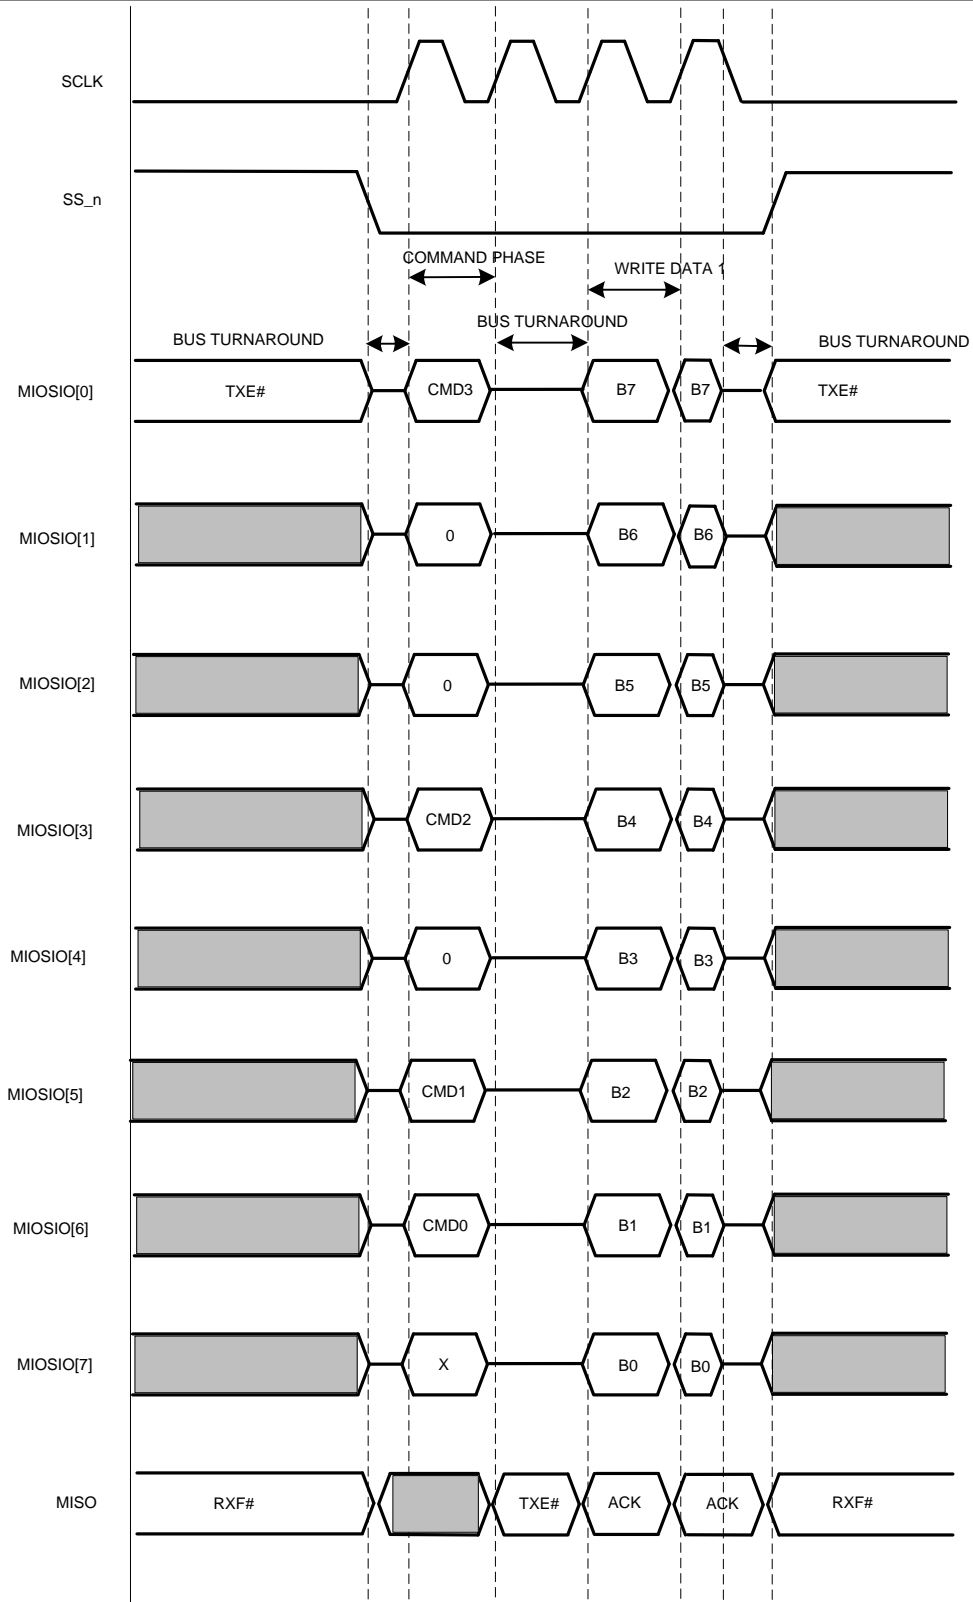 SCLK
SS_n
COMMAND PHASE
WRITE DATA 1
BUS TURNAROUND
BUS TURNAROUND
BUS TURNAROUND
MIOSIO[0] TXE# CMD3 B7 B7 TXE#
MIOSIO[1] 0 B6 B6
MIOSIO[2] 0 B5 B5
MIOSIO[3] CMD2 B4 B4
MIOSIO[4] 0 B3 B3
MIOSIO[5] CMD1 B2 B2
MIOSIO[6] CMD0 B1 B1
MIOSIO[7] X B0 B0
MISO RXF# TXE# ACK ACK RXF#